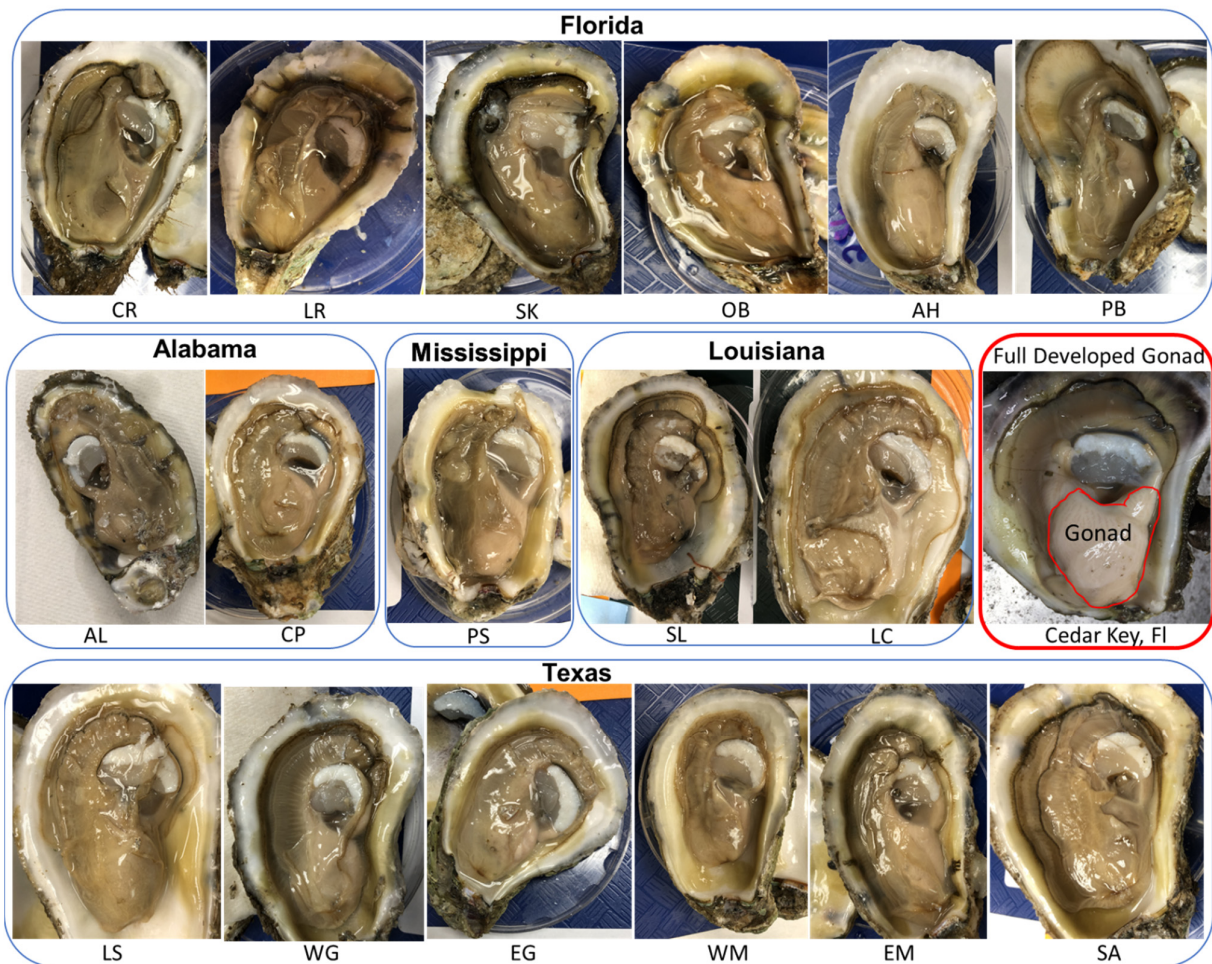 Florida
CR LR SK OB AH PB
Alabama Mississippi Louisiana Full Developed Gonad
Gonad
AL CP PS SL LC Cedar Key, Fl
Texas
LS WG EG WM EM SA